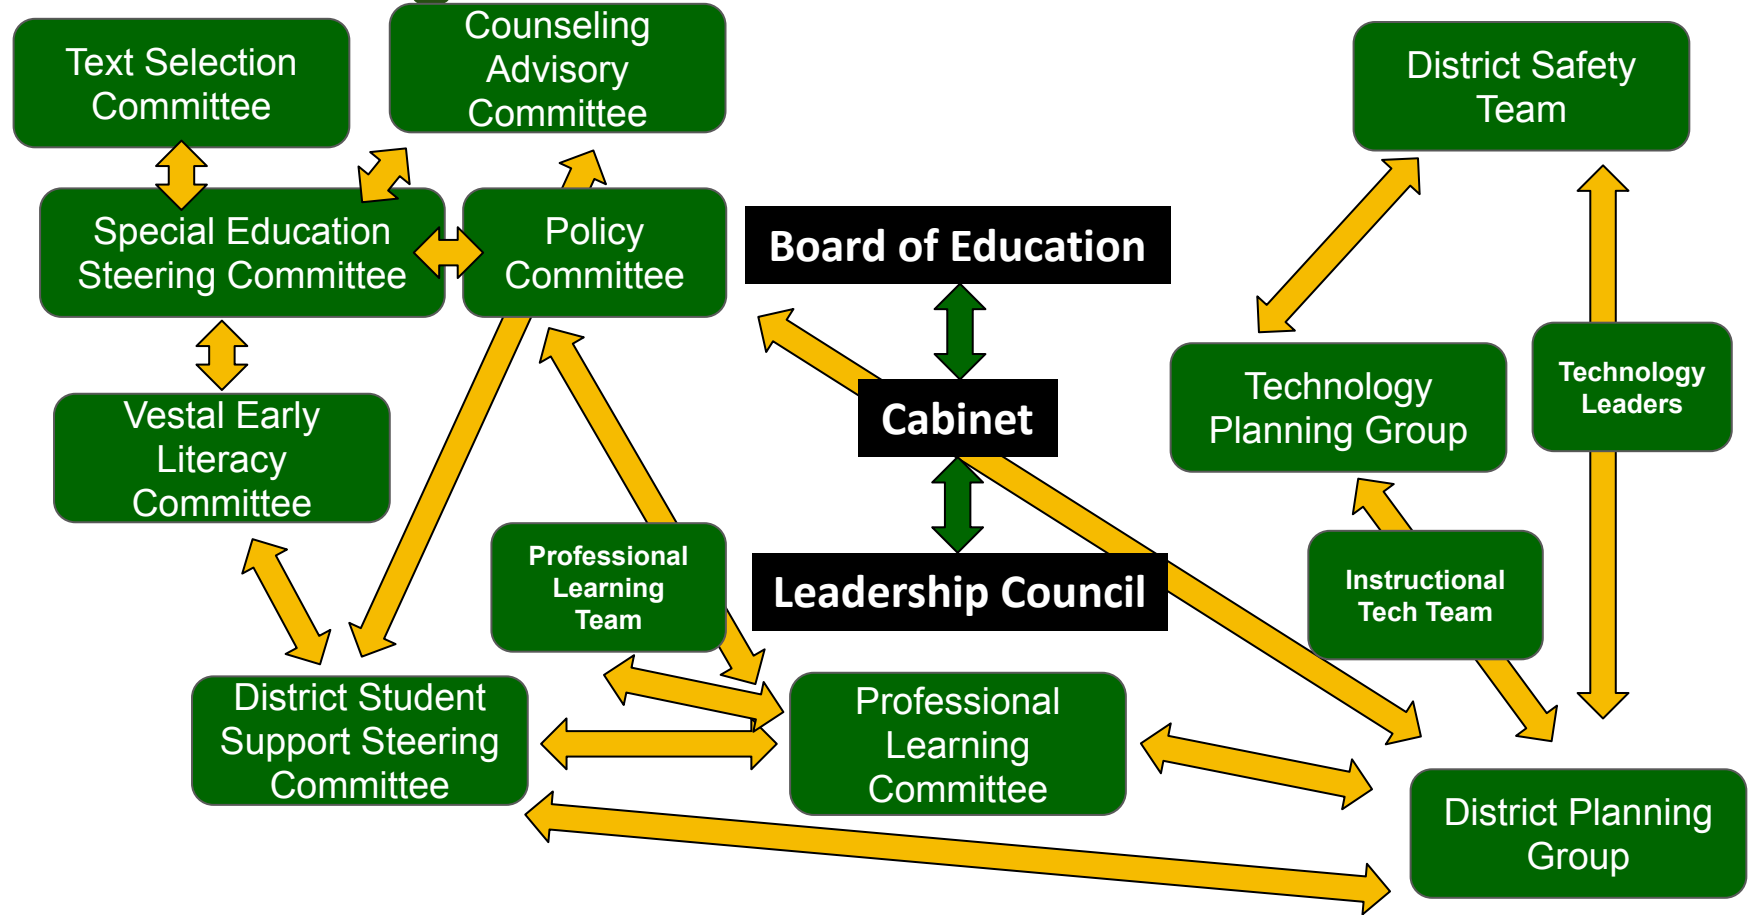 Text Selection
Committee
Counseling
Advisory
Committee
District Safety
Team
Special Education
Steering Committee
Policy
Committee
Board of Education
Technology
Planning Group
Technology
Leaders
Cabinet
Vestal Early
Literacy
Committee
Professional
Learning
Team
Leadership Council
Instructional
Tech Team
District Student
Support Steering
Committee
Professional
Learning
Committee
District Planning
Group